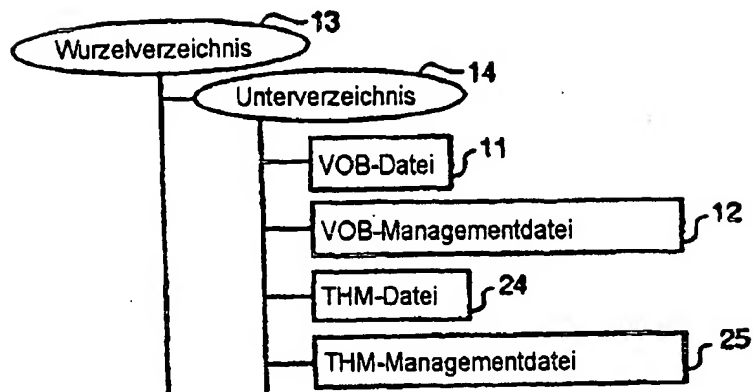 Wurzelverzeichnis 13
Unterverzeichnis 14
VOB-Datei 11
VOB-Managementdatei 12
THM-Datei 24
THM-Managementdatei 25